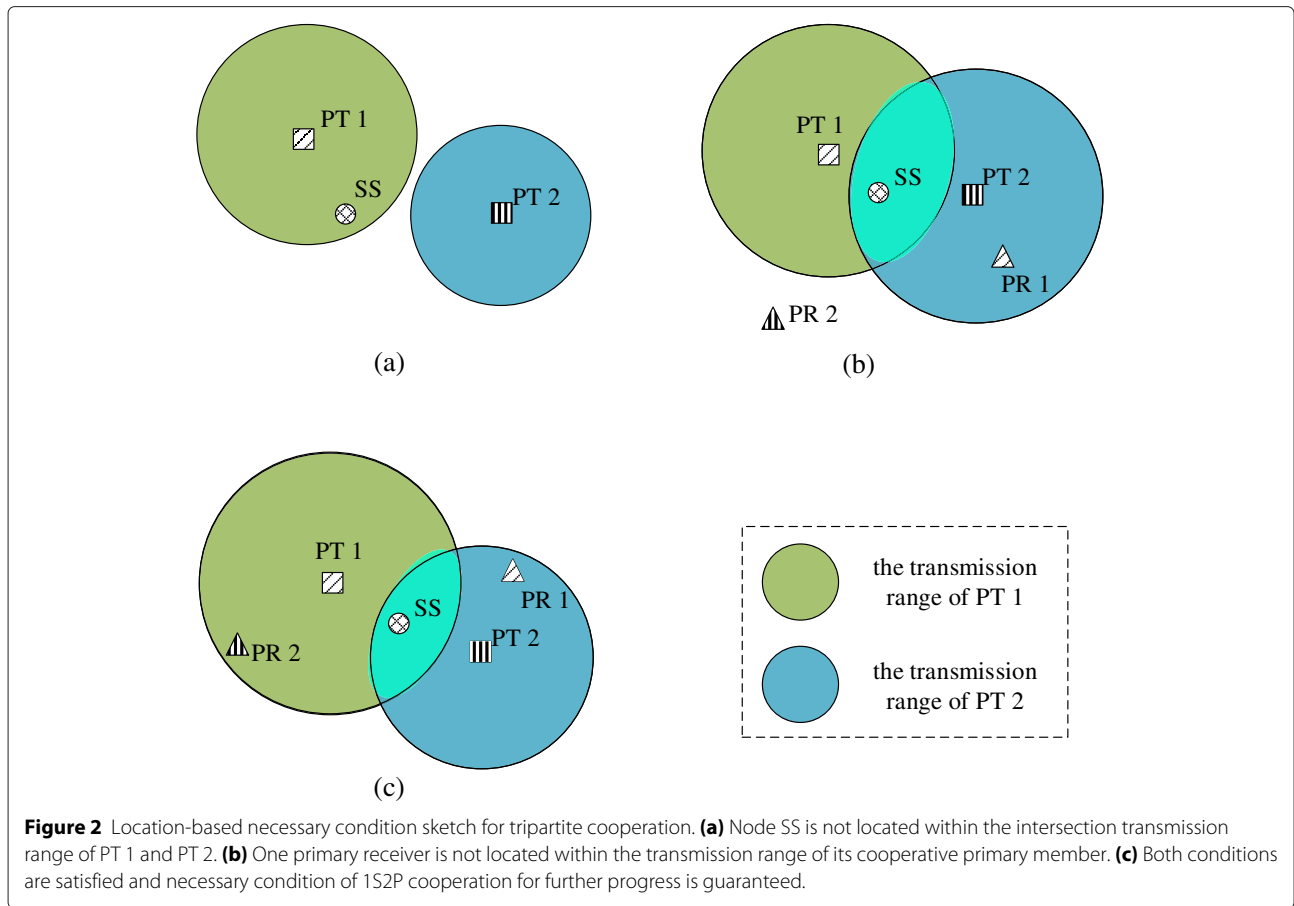 PT 1
SS
PT 2
(a)
PT 1
SS
PT 2
PR 1
PR 2
(b)
PT 1
PR 1
SS
PT 2
PR 2
(c)
the transmission
range of PT 1
the transmission
range of PT 2
Figure 2 Location-based necessary condition sketch for tripartite cooperation. (a) Node SS is not located within the intersection transmission
range of PT 1 and PT 2. (b) One primary receiver is not located within the transmission range of its cooperative primary member. (c) Both conditions
are satisfied and necessary condition of 1S2P cooperation for further progress is guaranteed.